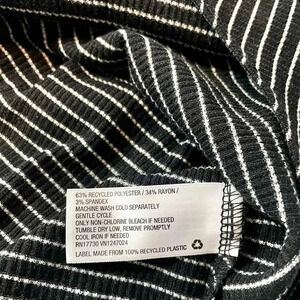 63% RECYCLED POLYESTER / 34% RAYON /
3% SPANDEX
MACHINE WASH COLD SEPARATELY
GENTLE CYCLE
ONLY NON-CHLORINE BLEACH IF NEEDED
TUMBLE DRY LOW, REMOVE PROMPTLY
COOL IRON IF NEEDED
RN17730 VN1247024
LABEL MADE FROM 100% RECYCLED PLASTIC